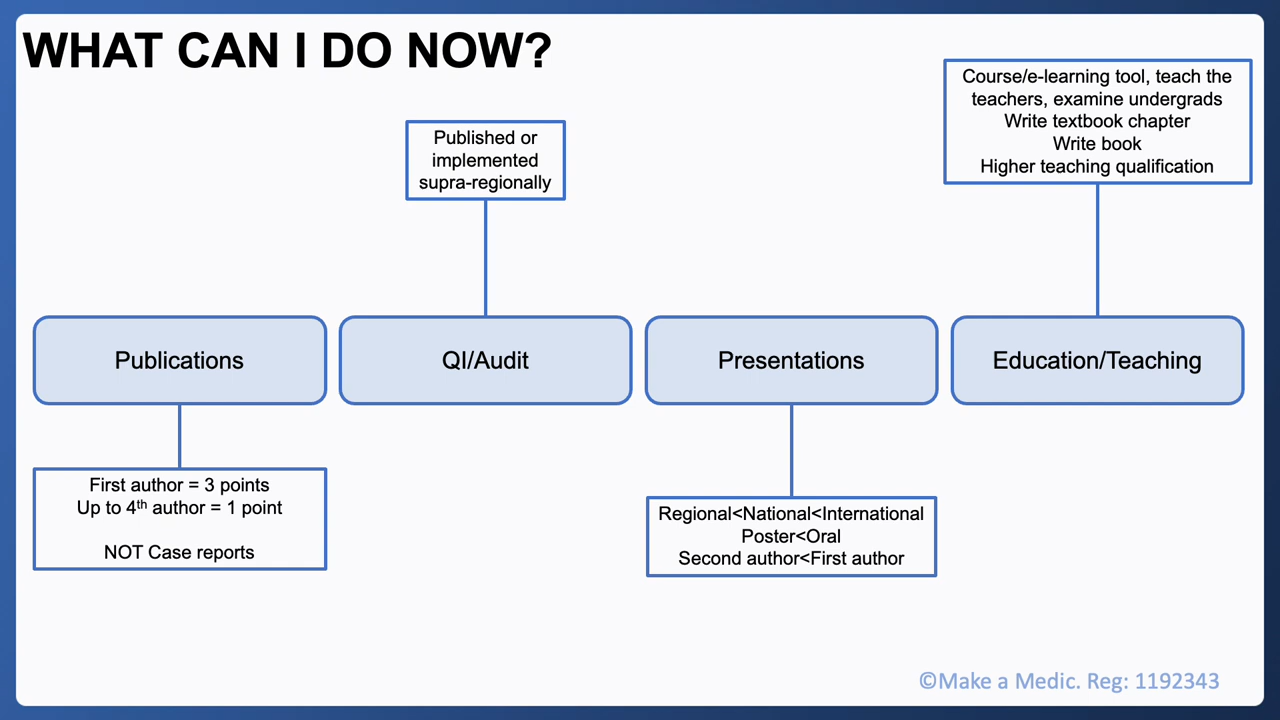 WHAT CAN I DO NOW?
Course/e-learning tool, teach the
teachers, examine undergrads
Write textbook chapter
Write book
Higher teaching qualification
Published or
implemented
supra-regionally
Publications
QI/Audit
Presentations
Education/Teaching
First author = 3 points
Up to 4th author = 1 point
NOT Case reports
Regional<National<International
Poster<Oral
Second author<First author
©Make a Medic. Reg: 1192343